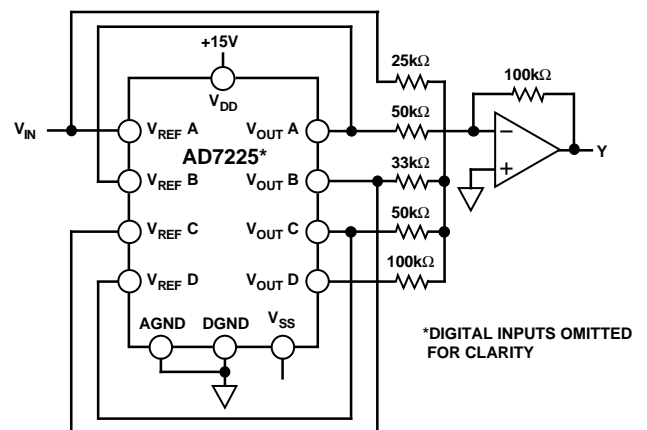 +15V
V_DD
V_IN
V_REF A
V_REF B
V_REF C
V_REF D
AD7225*
V_OUT A
V_OUT B
V_OUT C
V_OUT D
AGND
DGND
V_SS
25kΩ
50kΩ
33kΩ
50kΩ
100kΩ
100kΩ
−
+
Y
*DIGITAL INPUTS OMITTED
FOR CLARITY